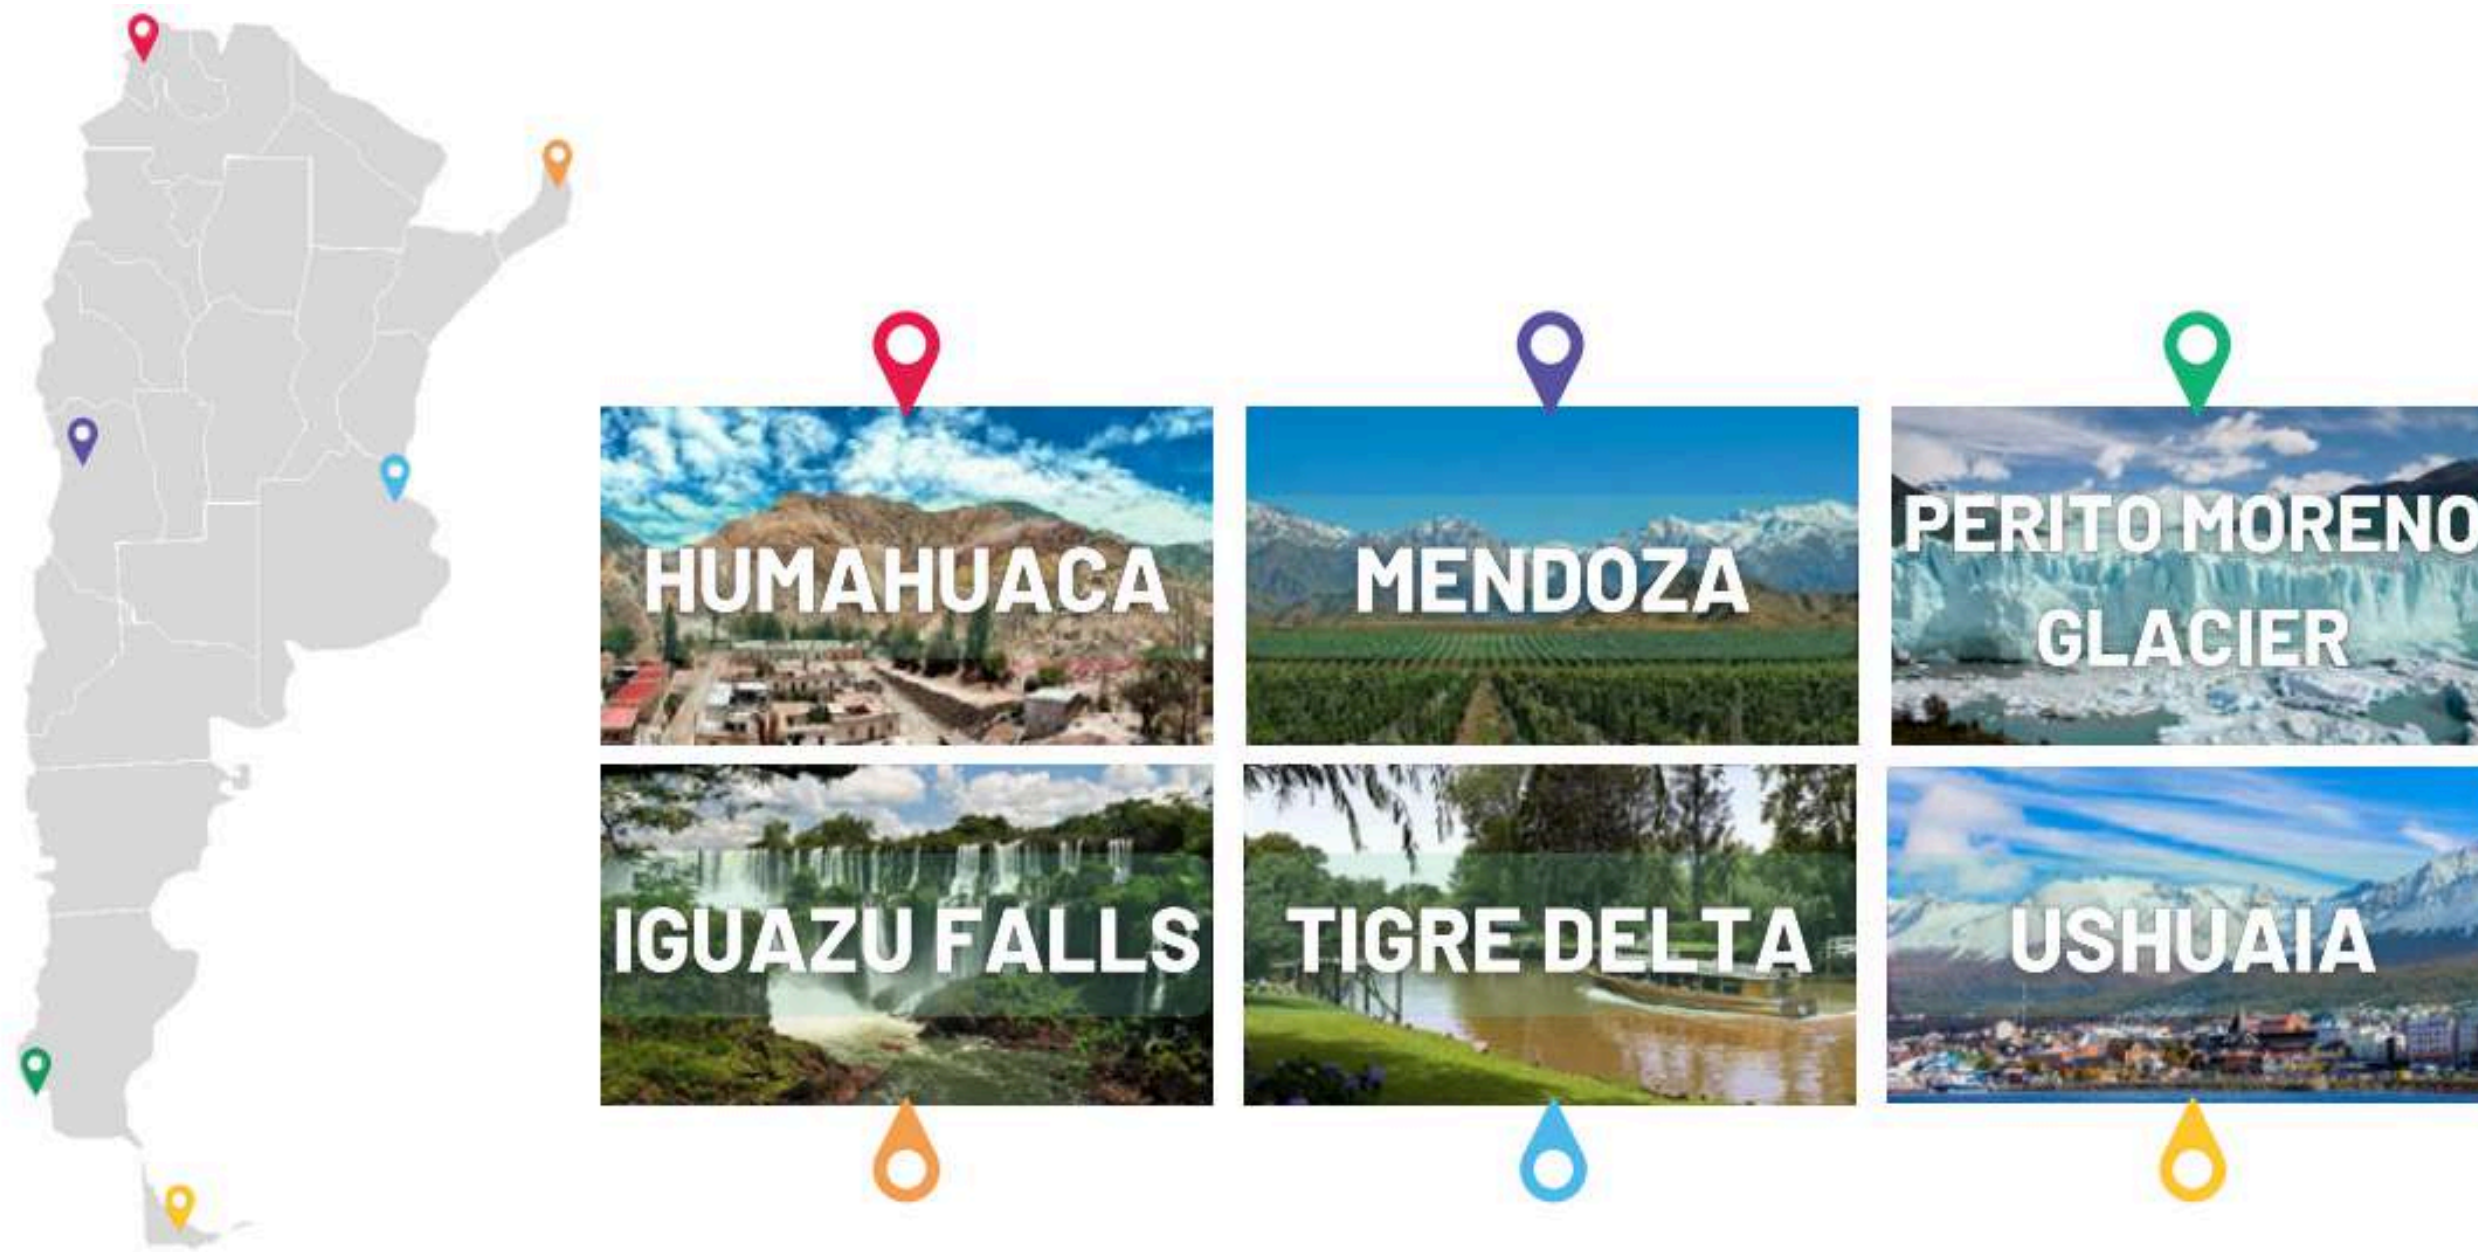 HUMAHUACA
MENDOZA
PERITO MORENO
GLACIER
IGUAZU FALLS
TIGRE DELTA
USHUAIA